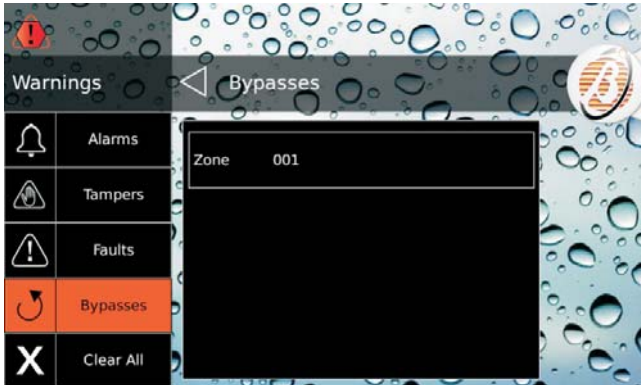 Warnings
Bypasses
Alarms
Tampers
Faults
Bypasses
Clear All
Zone 001